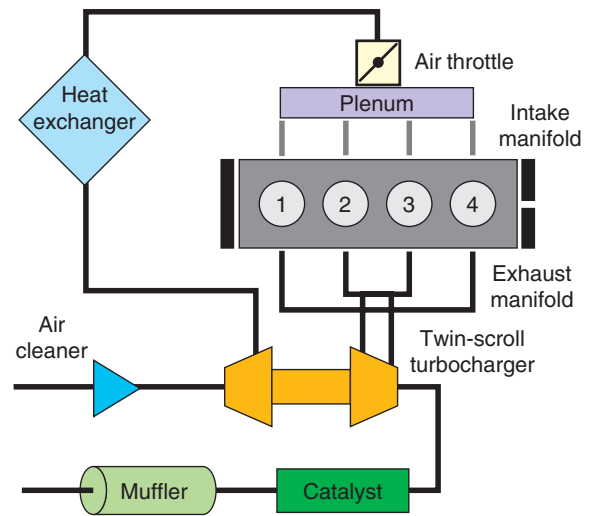 Air throttle
Heat
exchanger
Plenum
Intake
manifold
1 2 3 4
Exhaust
manifold
Air
cleaner
Twin-scroll
turbocharger
Muffler
Catalyst